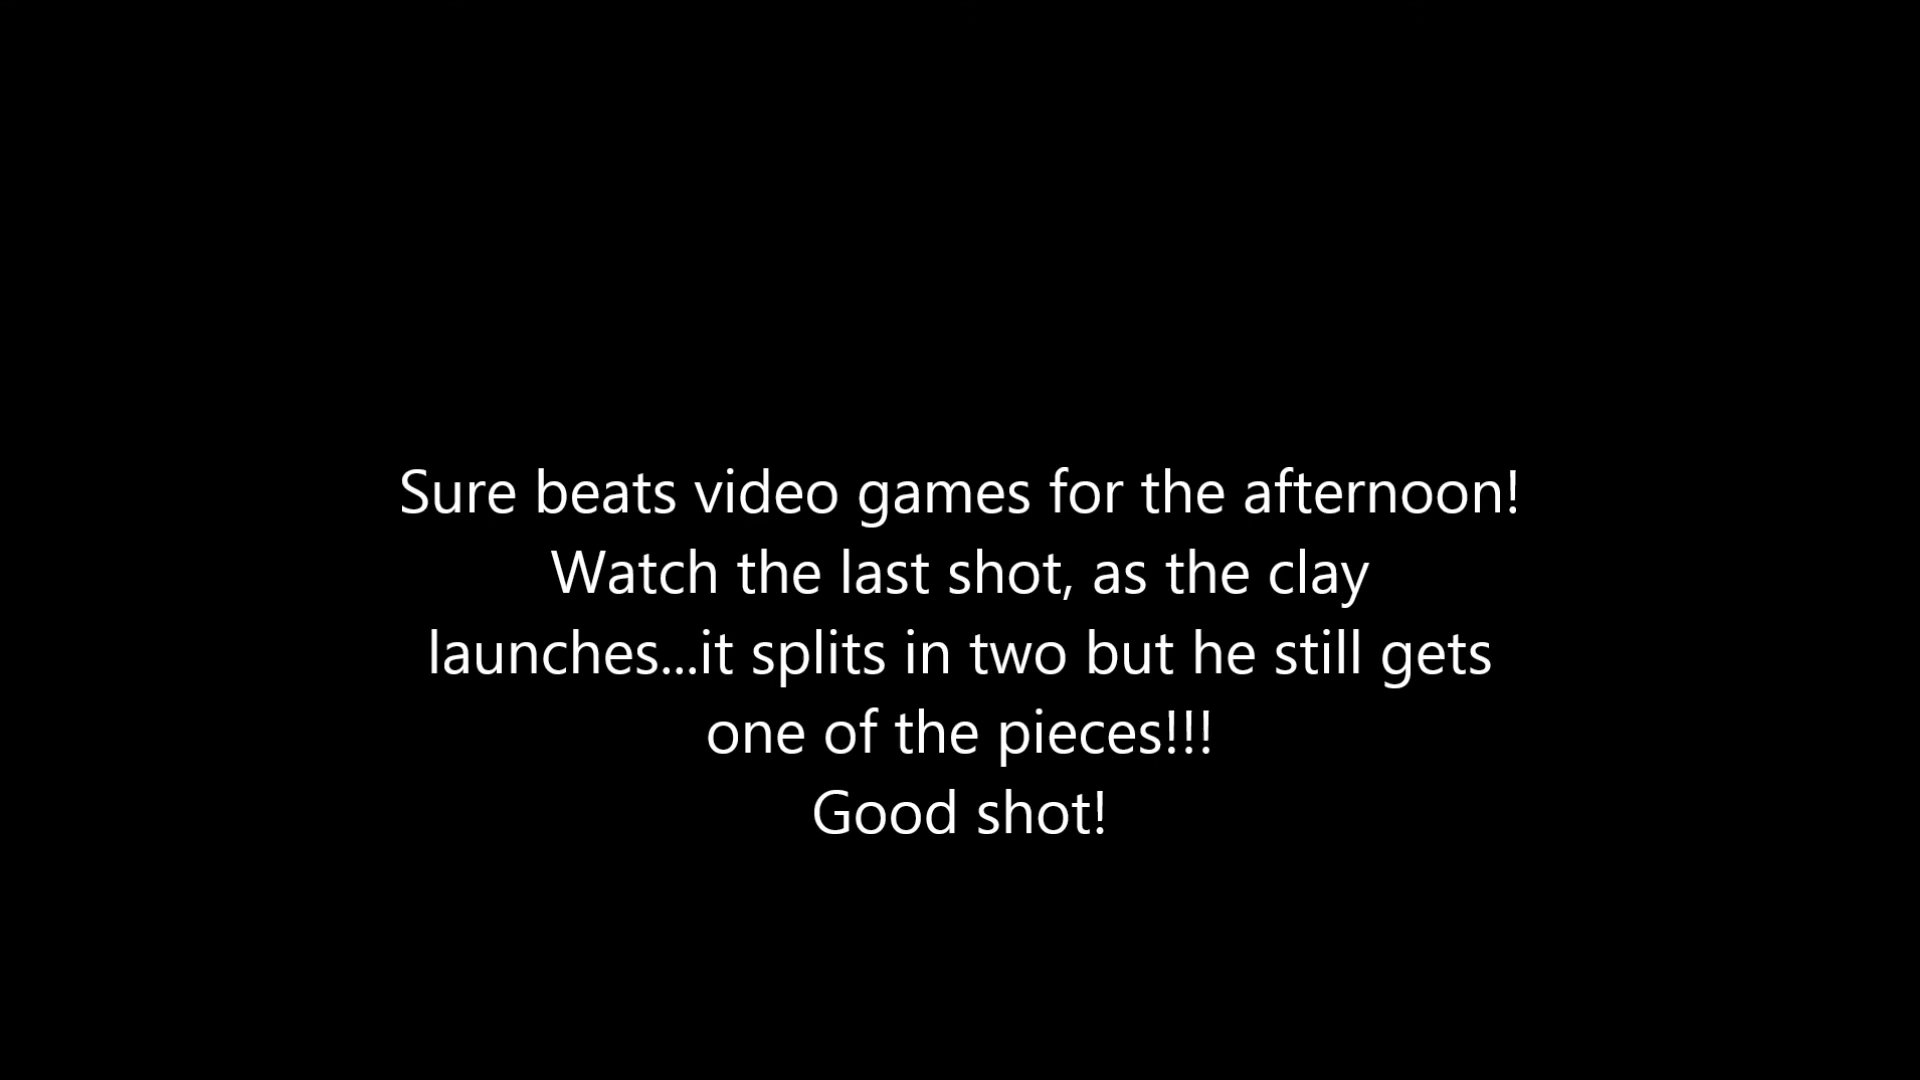 Sure beats video games for the afternoon!
Watch the last shot, as the clay
launches...it splits in two but he still gets
one of the pieces!!!
Good shot!